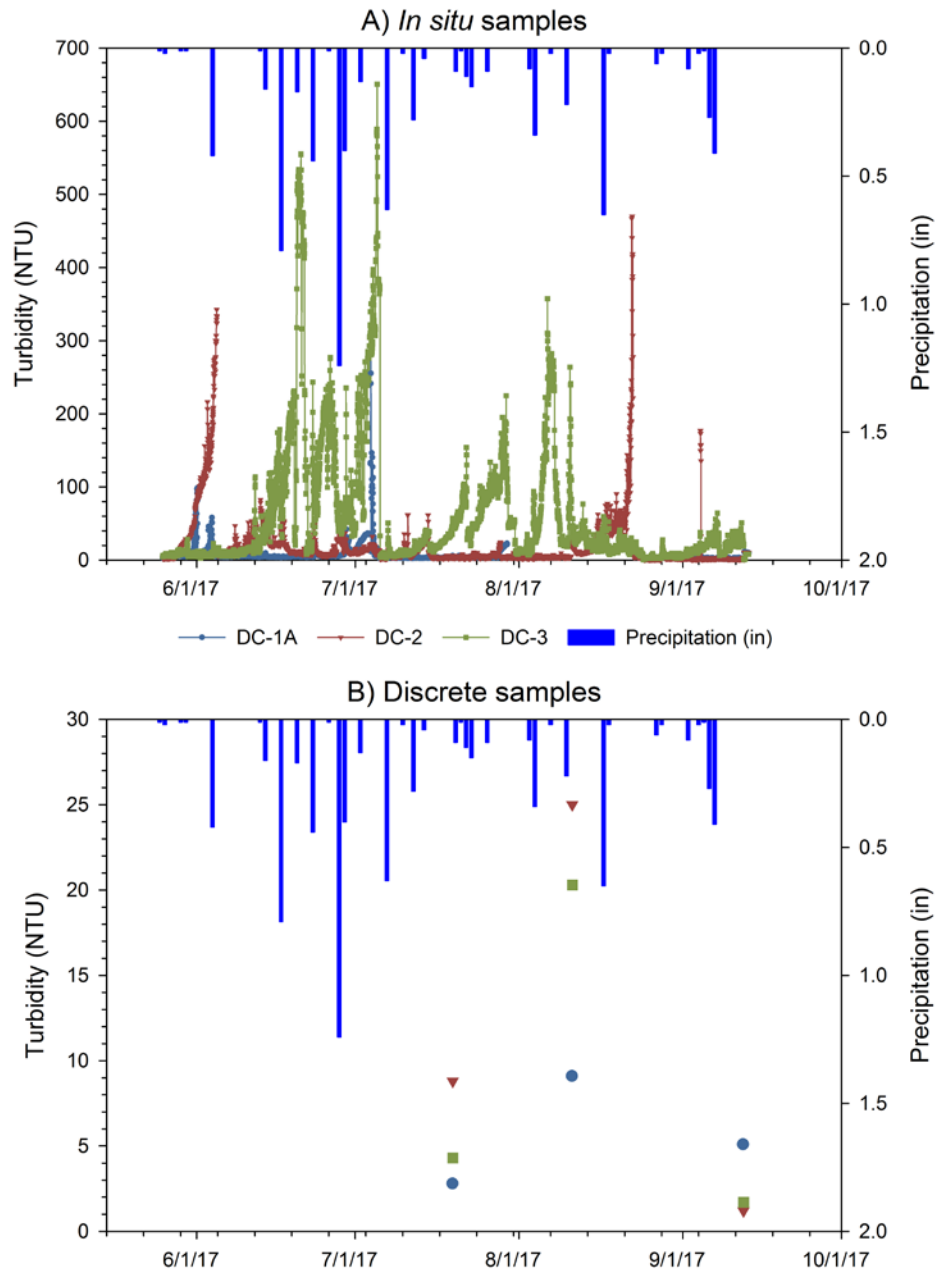 A) In situ samples
700
600
500
400
300
200
100
0
Turbidity (NTU)
0.0
0.5
1.0
1.5
2.0
Precipitation (in)
6/1/17 7/1/17 8/1/17 9/1/17 10/1/17
DC-1A DC-2 DC-3 Precipitation (in)
B) Discrete samples
30
25
20
15
10
5
0
Turbidity (NTU)
0.0
0.5
1.0
1.5
2.0
Precipitation (in)
6/1/17 7/1/17 8/1/17 9/1/17 10/1/17